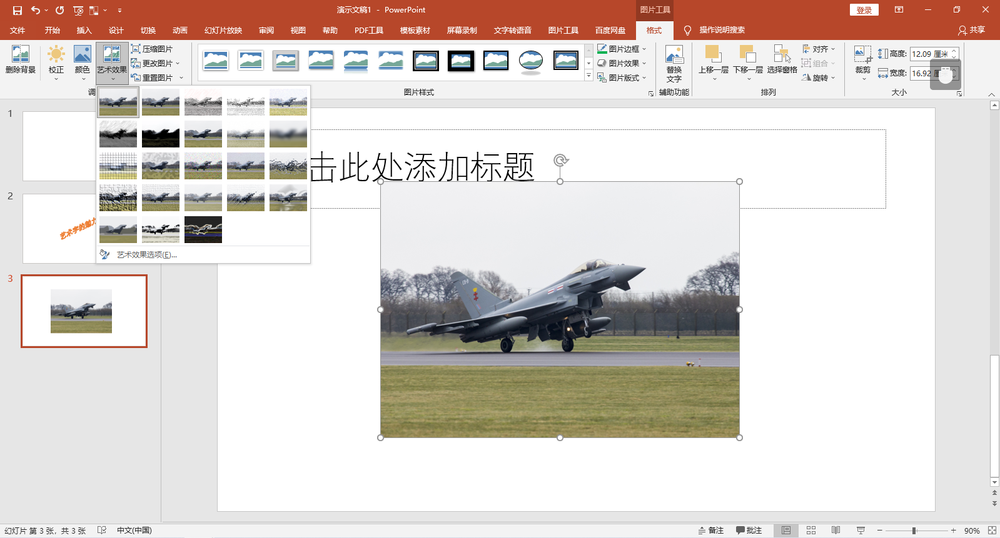 演示文稿1 - PowerPoint
图片工具
登录
文件 开始 插入 设计 切换 动画 幻灯片放映 审阅 视图 帮助 PDF工具 模板素材 屏幕录制 文字转语音 图片工具 百度网盘 格式 操作说明搜索 共享
删除背景 校正 颜色 艺术效果
压缩图片
更改图片
重置图片
图片边框
图片效果
图片版式
替换
文字
上移一层 下移一层 选择窗格
对齐
组合
旋转
裁剪
高度: 12.09 厘米
宽度: 16.92
调
图片样式
辅助功能
排列
大小
艺术效果选项(E)...
1
2
艺术字的魅力
3
击此处添加标题
幻灯片 第 3 张，共 3 张
中文(中国)
备注
批注
90%